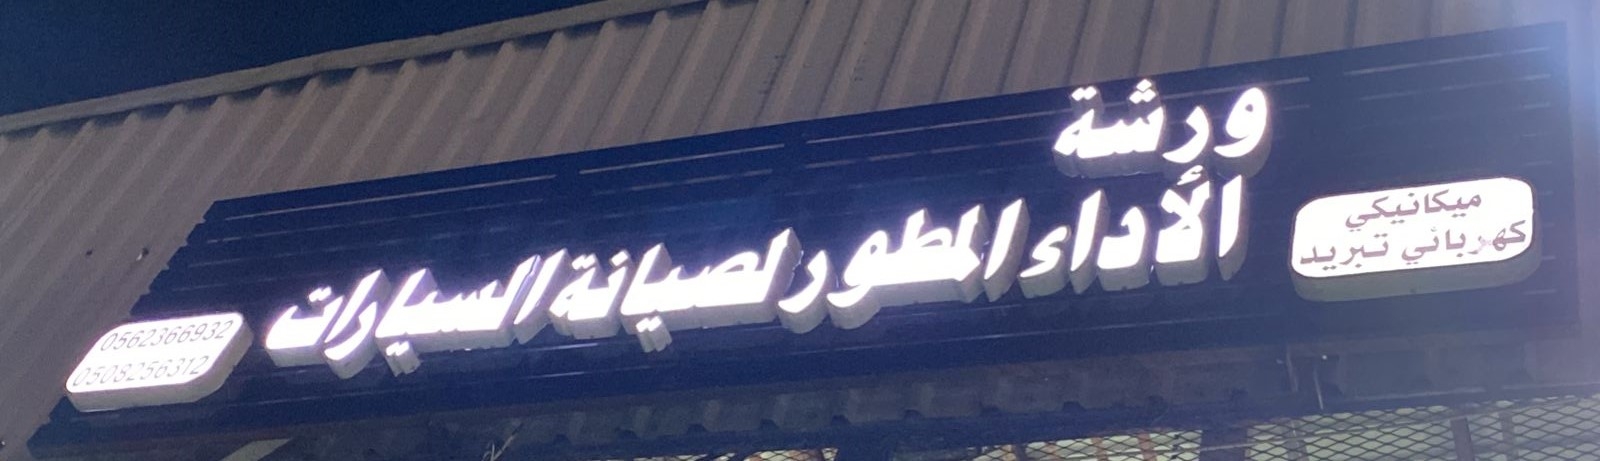 ورشة
الأداء المطور لصيانة السيارات
ميكانيكي
كهربائي تبريد
0562366932
0508256312